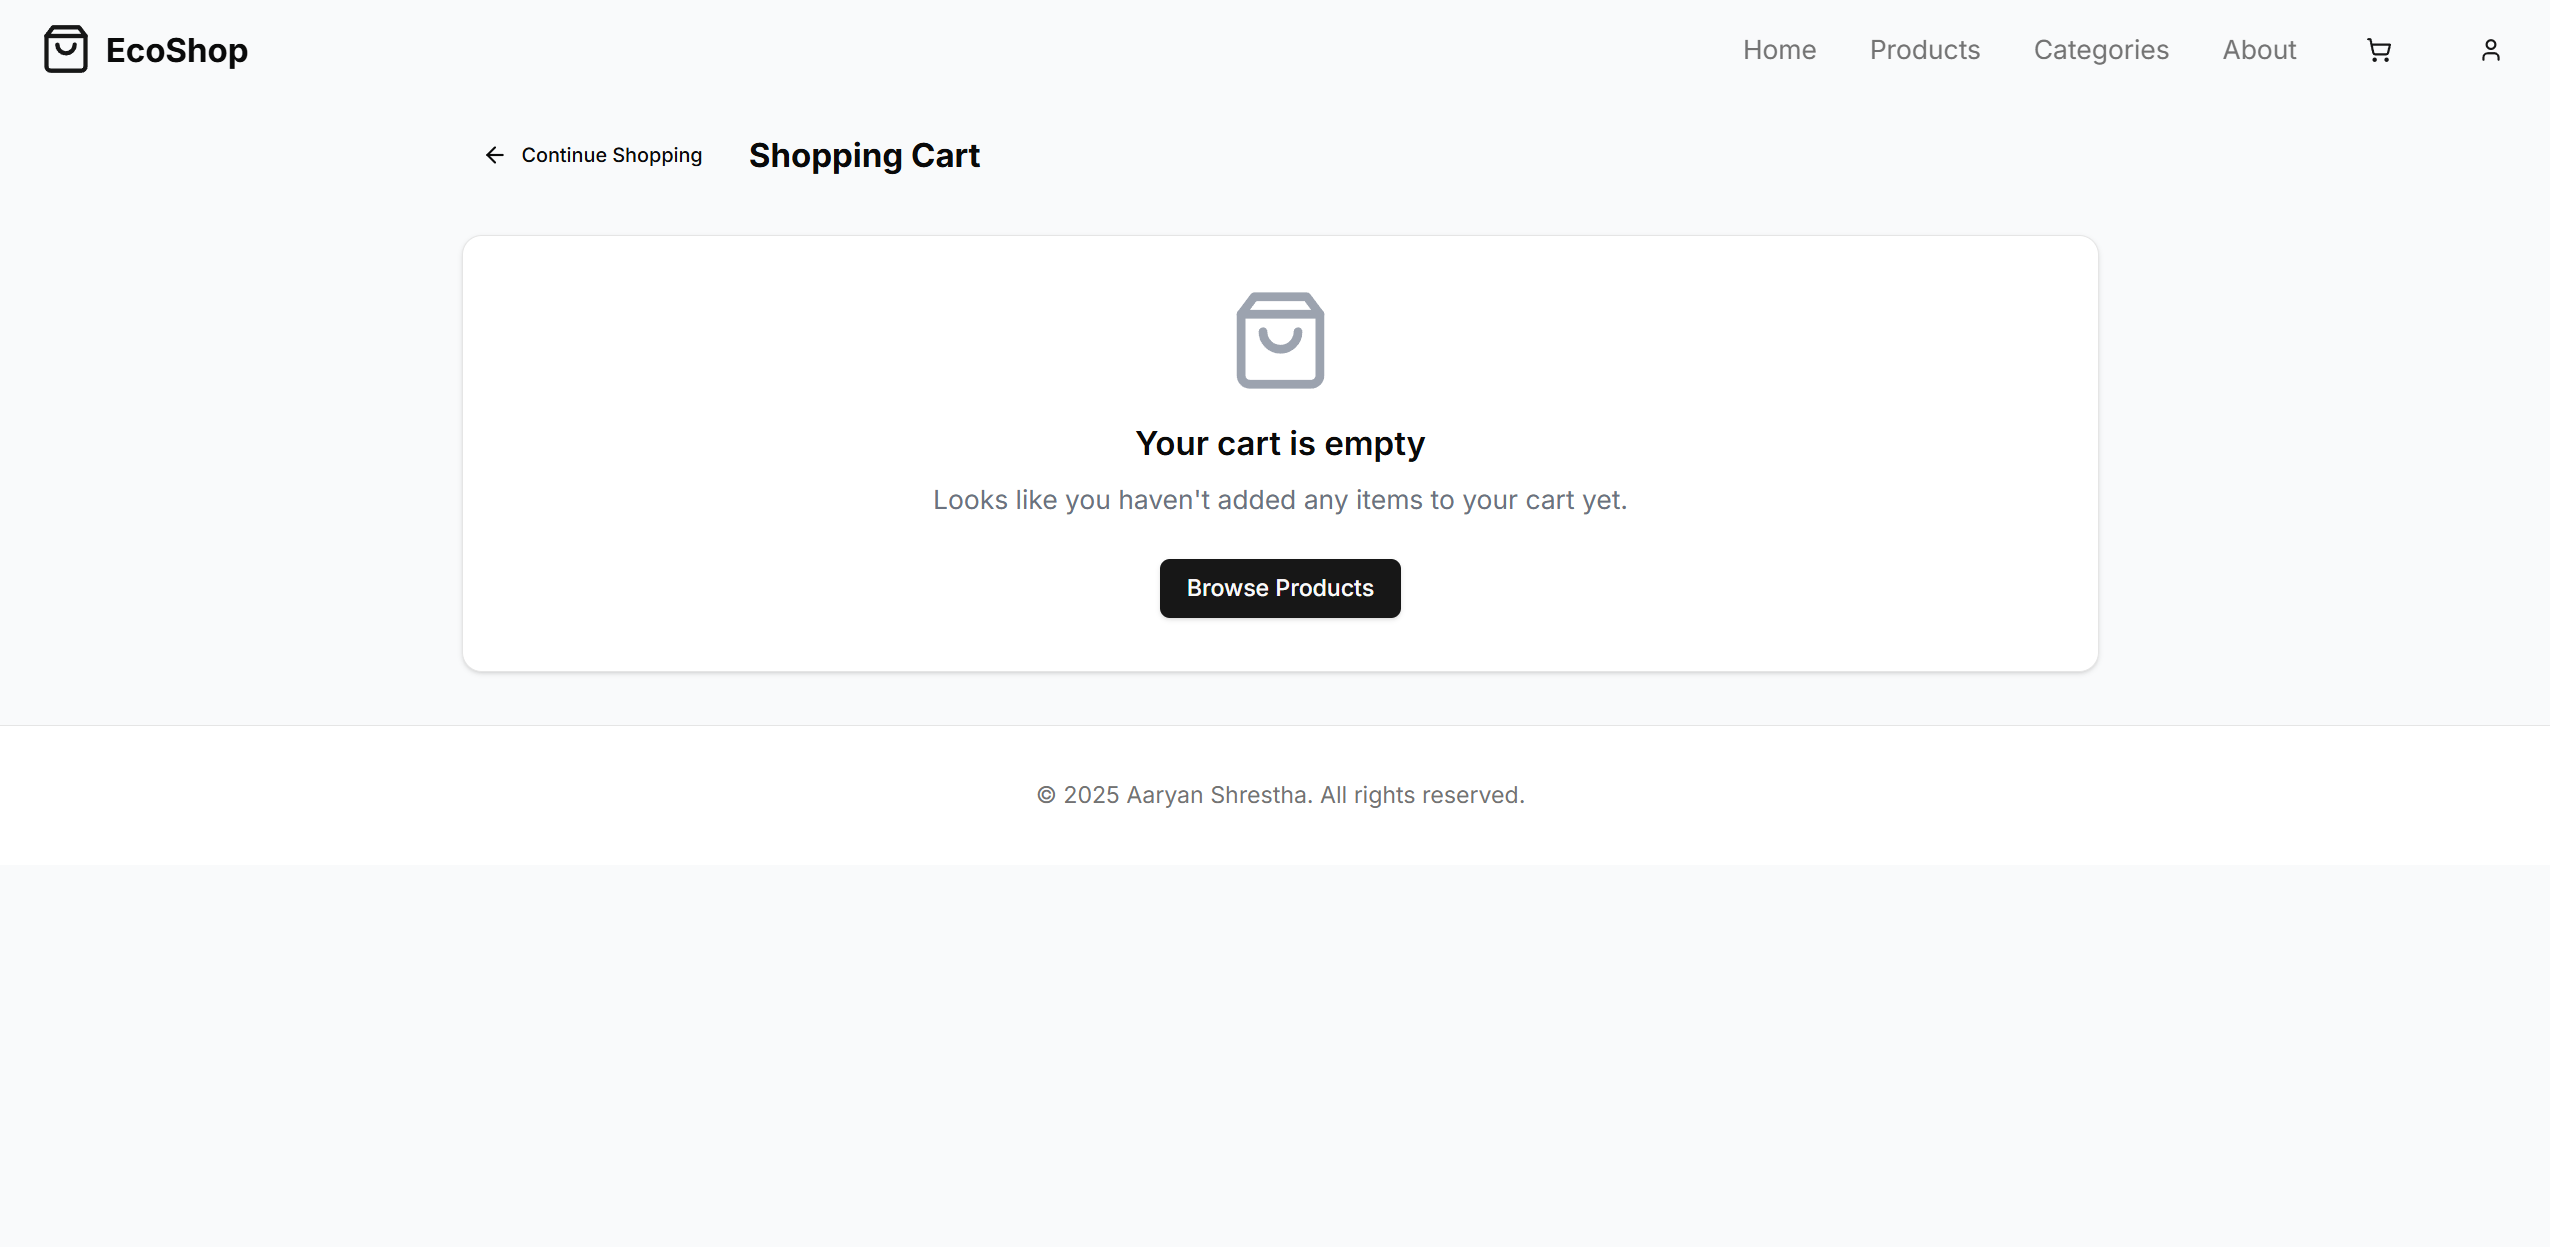 EcoShop
Home Products Categories About
Continue Shopping Shopping Cart
Your cart is empty
Looks like you haven't added any items to your cart yet.
Browse Products
© 2025 Aaryan Shrestha. All rights reserved.